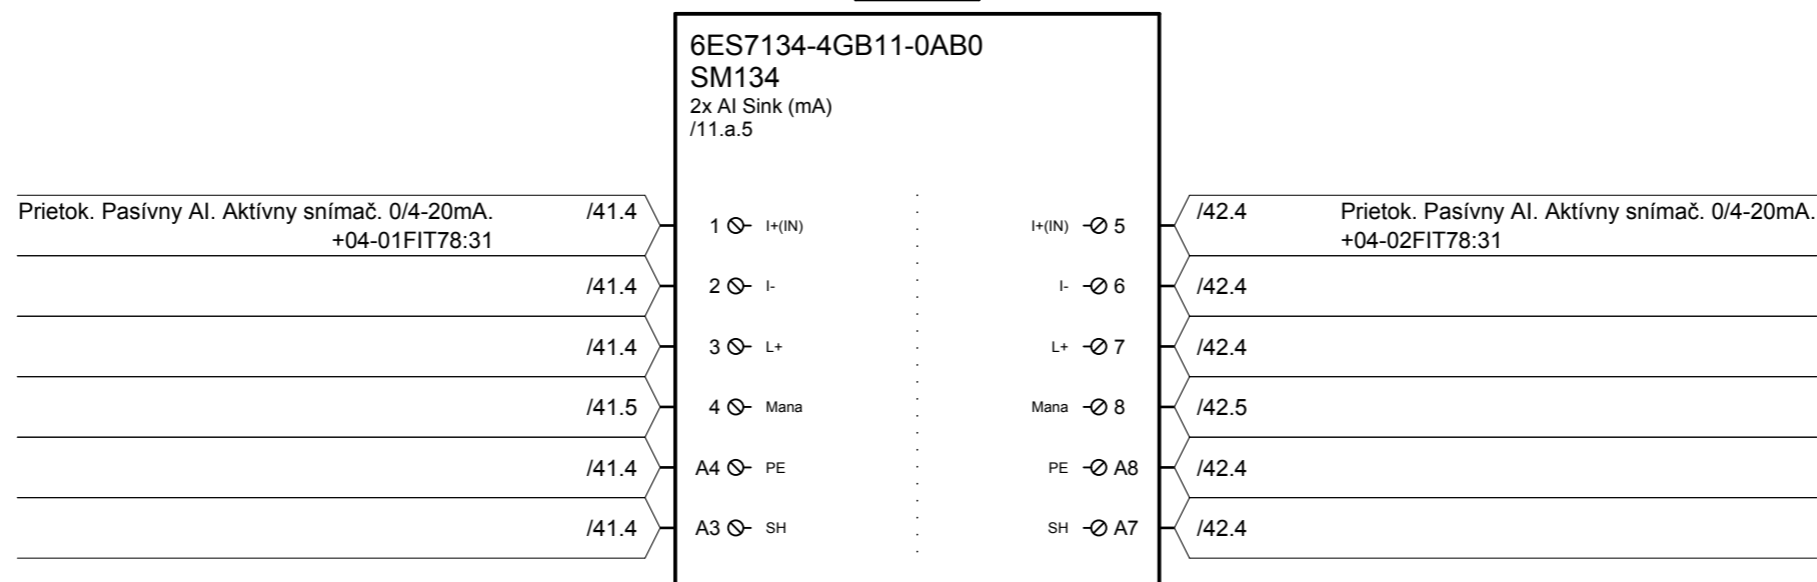 6ES7134-4GB11-0AB0
SM134
2x AI Sink (mA)
/11.a.5
Prietok. Pasívny AI. Aktívny snímač. 0/4-20mA. /41.4 1 I+(IN) I+(IN) 5 /42.4 Prietok. Pasívny AI. Aktívny snímač. 0/4-20mA.
+04-01FIT78:31 +04-02FIT78:31
/41.4 2 I- I- 6 /42.4
/41.4 3 L+ L+ 7 /42.4
/41.5 4 Mana Mana 8 /42.5
/41.4 A4 PE PE A8 /42.4
/41.4 A3 SH SH A7 /42.4